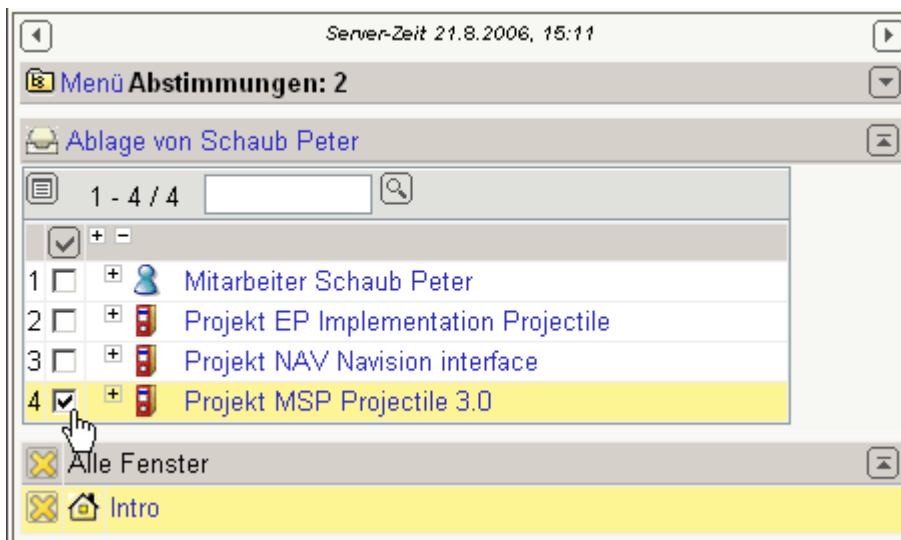 Server-Zeit 21.8.2006, 15:11
Menü Abstimmungen: 2
Ablage von Schaub Peter
1 - 4 / 4
1 Mitarbeiter Schaub Peter
2 Projekt EP Implementation Projectile
3 Projekt NAV Navision interface
4 Projekt MSP Projectile 3.0
Alle Fenster
Intro